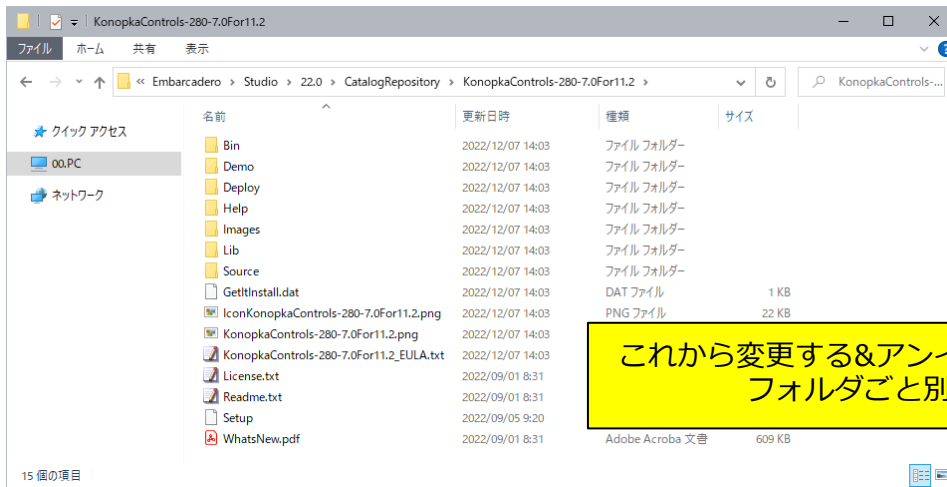 KonopkaControls-280-7.0For11.2
ファイル ホーム 共有 表示
« Embarcadero > Studio > 22.0 > CatalogRepository > KonopkaControls-280-7.0For11.2 > KonopkaControls-...
名前 更新日時 種類 サイズ
クイック アクセス
00.PC
ネットワーク
Bin 2022/12/07 14:03 ファイル フォルダー
Demo 2022/12/07 14:03 ファイル フォルダー
Deploy 2022/12/07 14:03 ファイル フォルダー
Help 2022/12/07 14:03 ファイル フォルダー
Images 2022/12/07 14:03 ファイル フォルダー
Lib 2022/12/07 14:03 ファイル フォルダー
Source 2022/12/07 14:03 ファイル フォルダー
GetItInstall.dat 2022/12/07 14:03 DAT ファイル 1 KB
IconKonopkaControls-280-7.0For11.2.png 2022/12/07 14:03 PNG ファイル 22 KB
KonopkaControls-280-7.0For11.2.png 2022/12/07 14:03
KonopkaControls-280-7.0For11.2_EULA.txt 2022/12/07 14:03
License.txt 2022/09/01 8:31
Readme.txt 2022/09/01 8:31
Setup 2022/09/05 9:20
WhatsNew.pdf 2022/09/01 8:31 Adobe Acroba 文書 609 KB
これから変更する&アンイ
フォルダごと別
15 個の項目